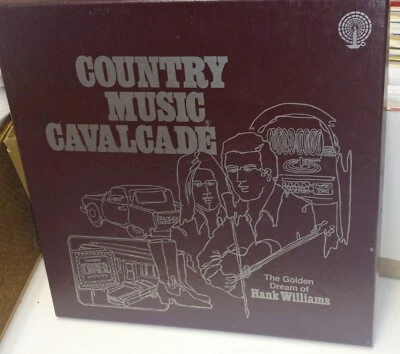 COUNTRY
MUSIC
CAVALCADE
The Golden
Dream of
Hank Williams